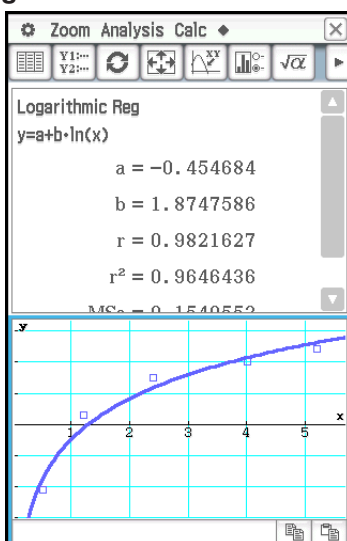 Zoom Analysis Calc
Y1:···
Y2:···
XY
√α
Logarithmic Reg
y=a+b·ln(x)
a = -0.454684
b = 1.8747586
r = 0.9821627
r² = 0.9646436
y
x
1 2 3 4 5